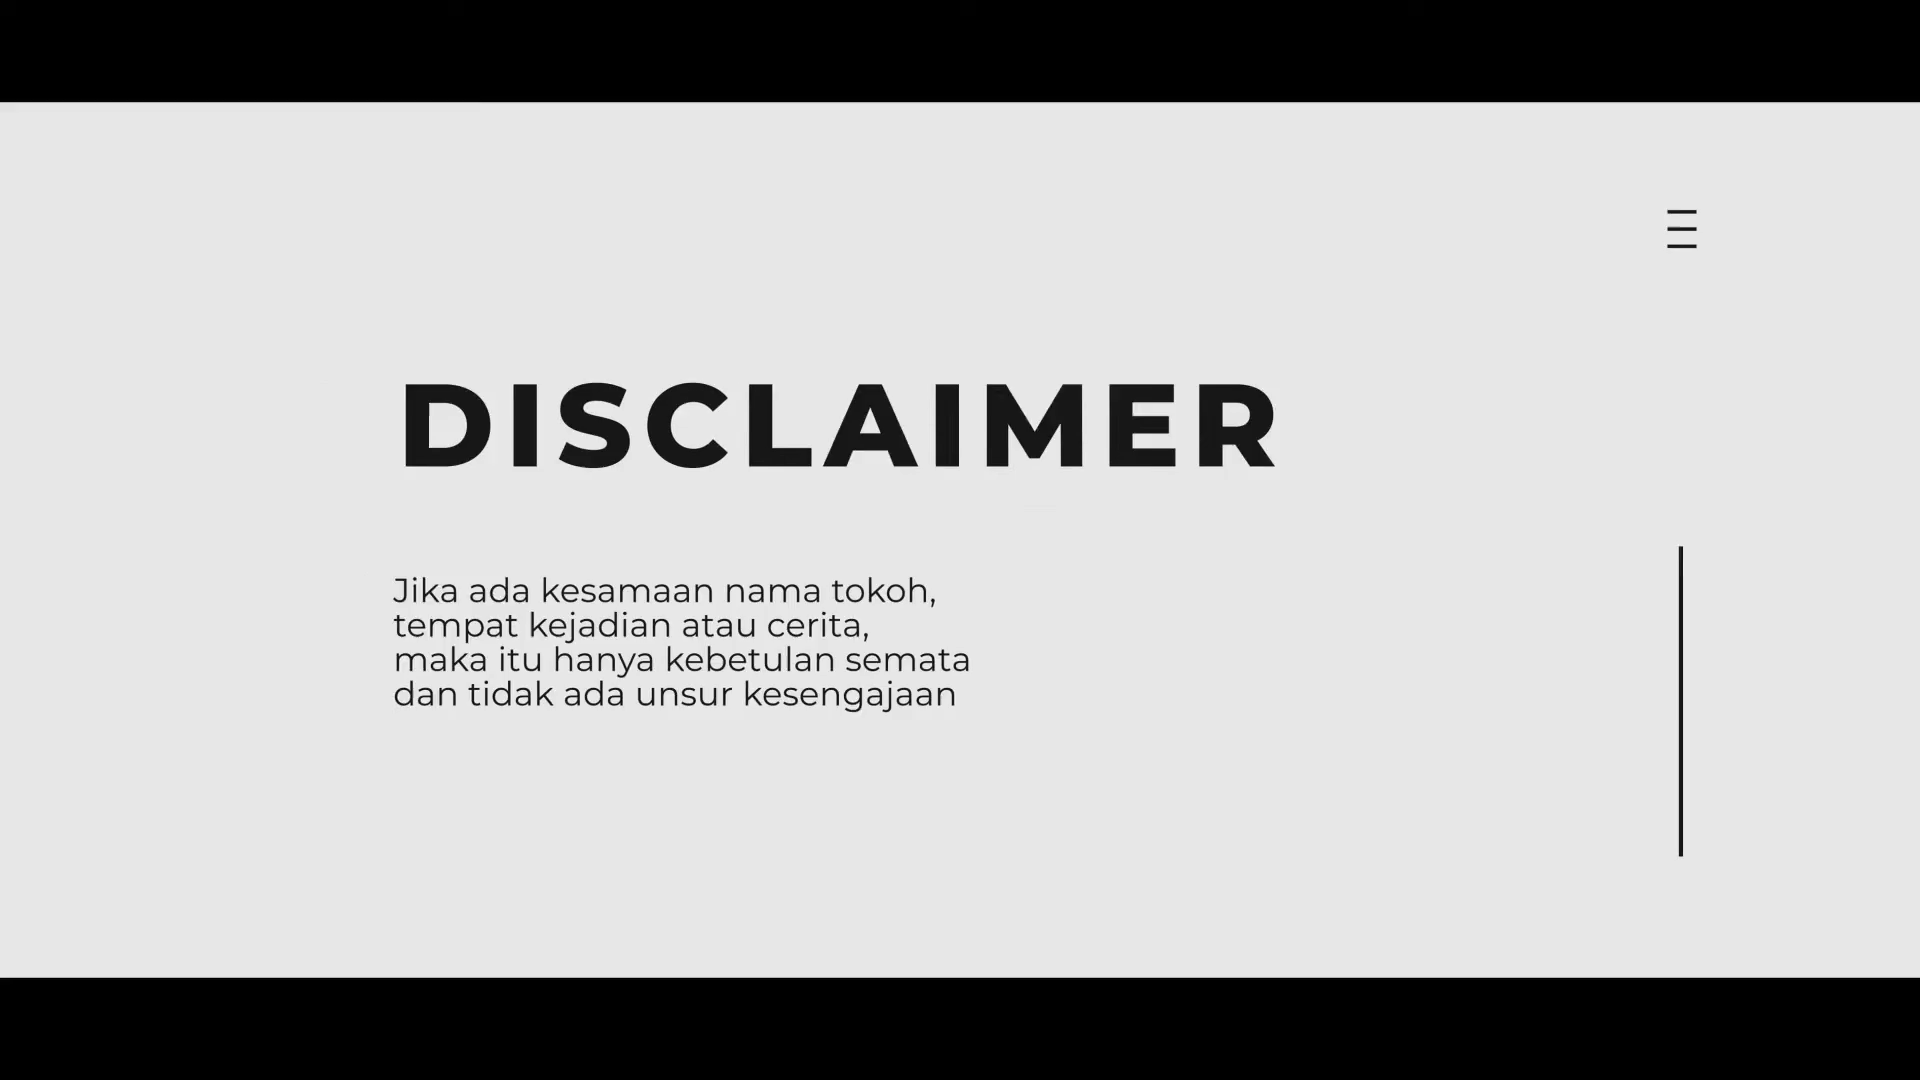 DISCLAIMER
Jika ada kesamaan nama tokoh,
tempat kejadian atau cerita,
maka itu hanya kebetulan semata
dan tidak ada unsur kesengajaan